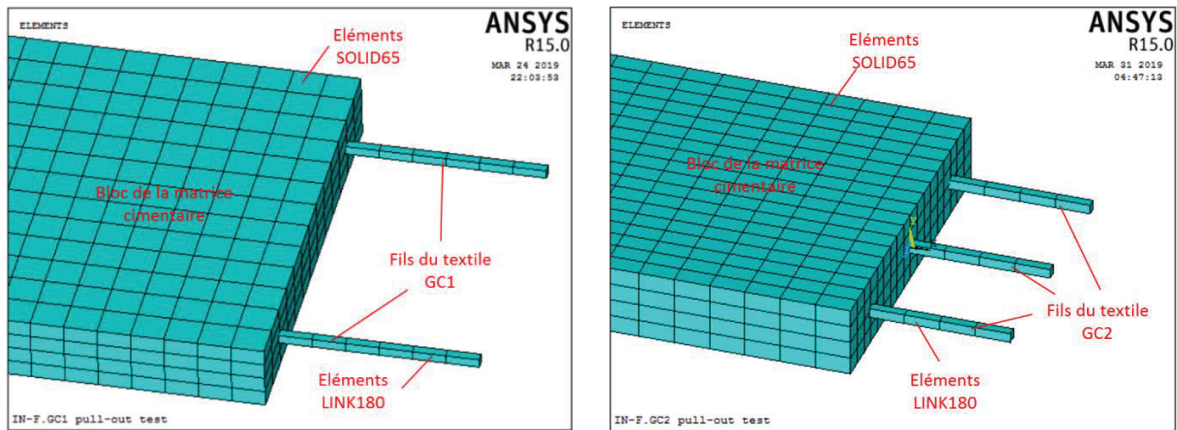 ELEMENTS
ANSYS
R15.0
MAR 24 2019
22:03:53
Eléments
SOLID65
Bloc de la matrice
cimentaire
Fils du textile
GC1
Eléments
LINK180
IN-F.GC1 pull-out test
ELEMENTS
ANSYS
R15.0
MAR 31 2019
04:47:13
Eléments
SOLID65
Bloc de la matrice
cimentaire
Fils du textile
GC2
Eléments
LINK180
IN-F.GC2 pull-out test